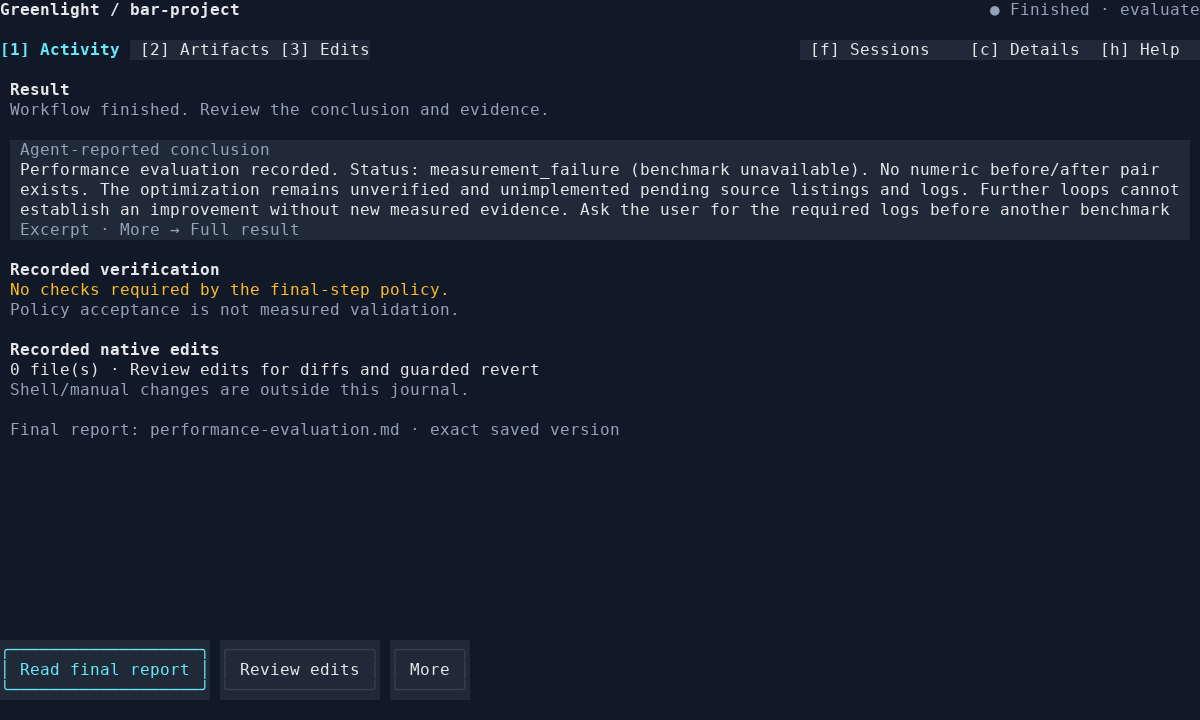 Greenlight / bar-project ● Finished · evaluate
[1] Activity [2] Artifacts [3] Edits [f] Sessions [c] Details [h] Help
Result
Workflow finished. Review the conclusion and evidence.
Agent-reported conclusion
Performance evaluation recorded. Status: measurement_failure (benchmark unavailable). No numeric before/after pair
exists. The optimization remains unverified and unimplemented pending source listings and logs. Further loops cannot
establish an improvement without new measured evidence. Ask the user for the required logs before another benchmark
Excerpt · More → Full result
Recorded verification
No checks required by the final-step policy.
Policy acceptance is not measured validation.
Recorded native edits
0 file(s) · Review edits for diffs and guarded revert
Shell/manual changes are outside this journal.
Final report: performance-evaluation.md · exact saved version
Read final report Review edits More